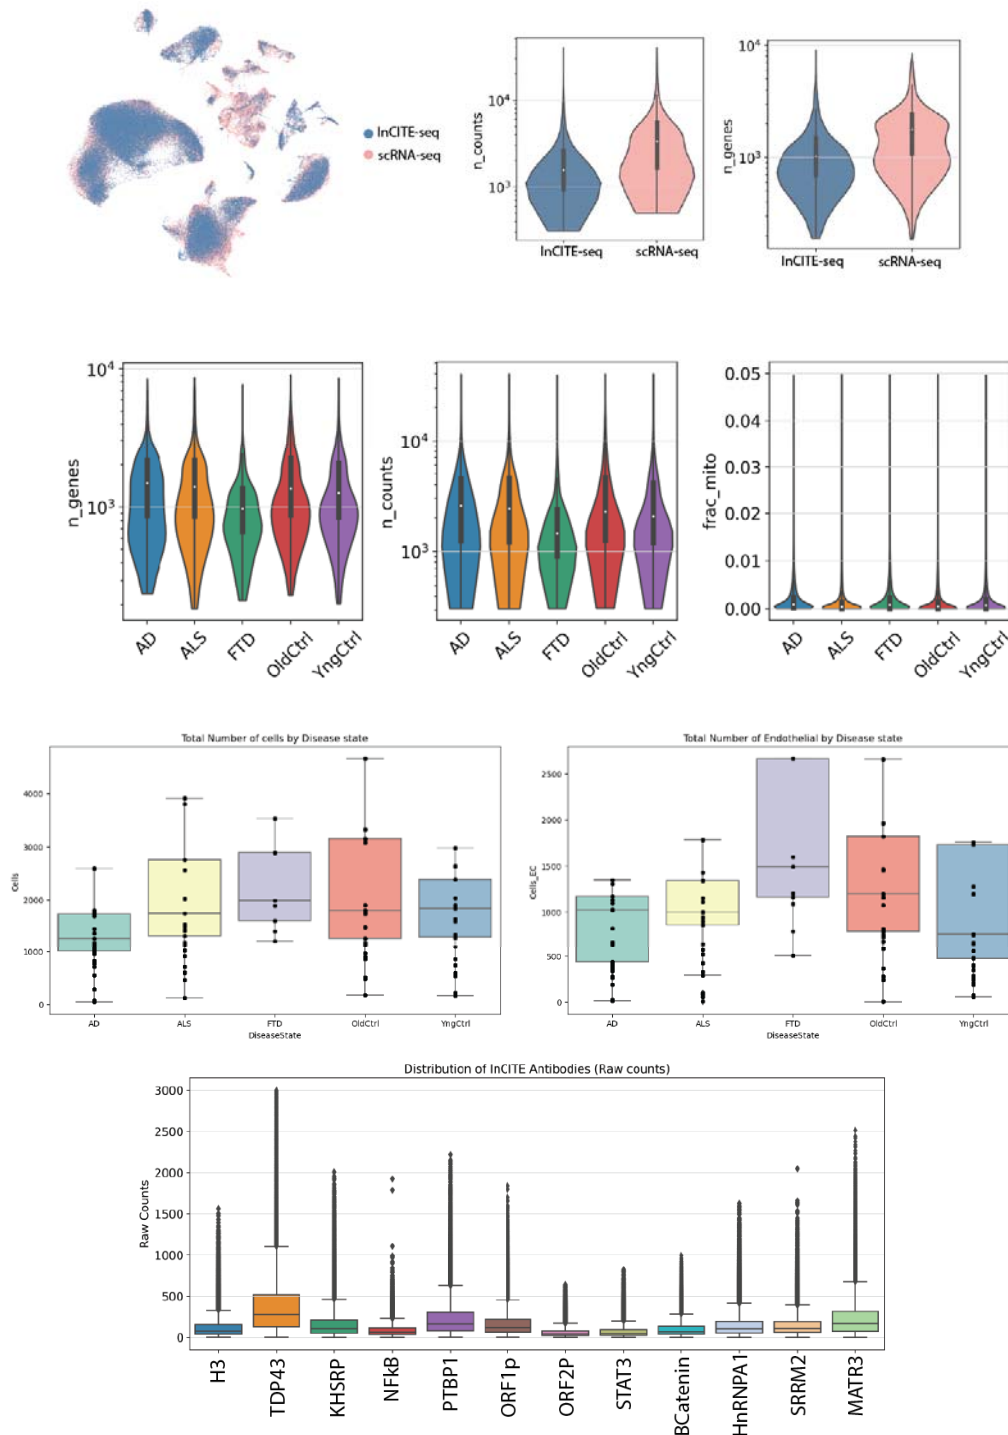 InCITE-seq
scRNA-seq
n_counts
10⁴
10³
InCITE-seq
scRNA-seq
n_genes
10⁴
10³
InCITE-seq
scRNA-seq
n_genes
10⁴
10³
AD
ALS
FTD
OldCtrl
YngCtrl
n_counts
10⁴
10³
AD
ALS
FTD
OldCtrl
YngCtrl
frac_mito
0.05
0.04
0.03
0.02
0.01
0.00
AD
ALS
FTD
OldCtrl
YngCtrl
Total Number of cells by Disease state
Cells
4000
3000
2000
1000
0
AD
ALS
FTD
OldCtrl
YngCtrl
DiseaseState
Total Number of Endothelial by Disease state
Cells_EC
2500
2000
1500
1000
500
0
AD
ALS
FTD
OldCtrl
YngCtrl
DiseaseState
Distribution of InCITE Antibodies (Raw counts)
Raw Counts
3000
2500
2000
1500
1000
500
0
H3
TDP43
KHSRP
NFkB
PTBP1
ORF1p
ORF2P
STAT3
BCatenin
HnRNPA1
SRRM2
MATR3